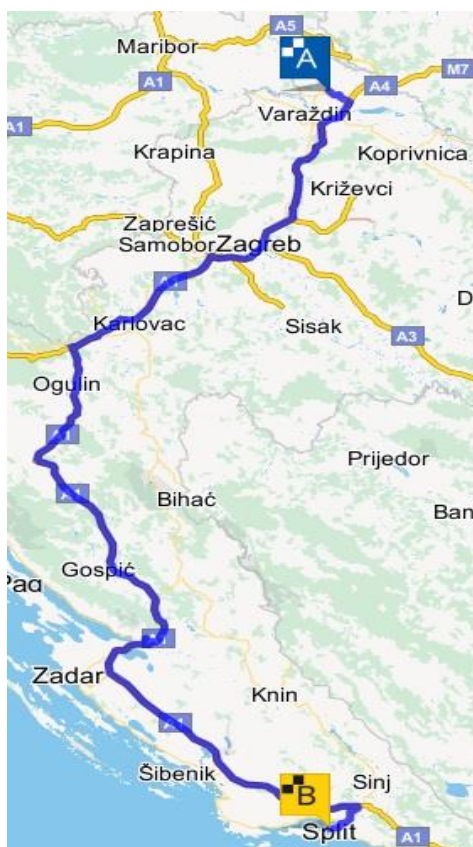 A5
Maribor
A
A1
A4
M7
A1
Varaždin
Krapina
Koprivnica
Križevci
Zaprešić
Samobor
Zagreb
A1
D
Karlovac
Sisak
A3
Ogulin
A1
Prijedor
A1
Bihać
Ban
Gospić
Pag
A1
Zadar
Knin
A1
Šibenik
Sinj
B
Split
A1